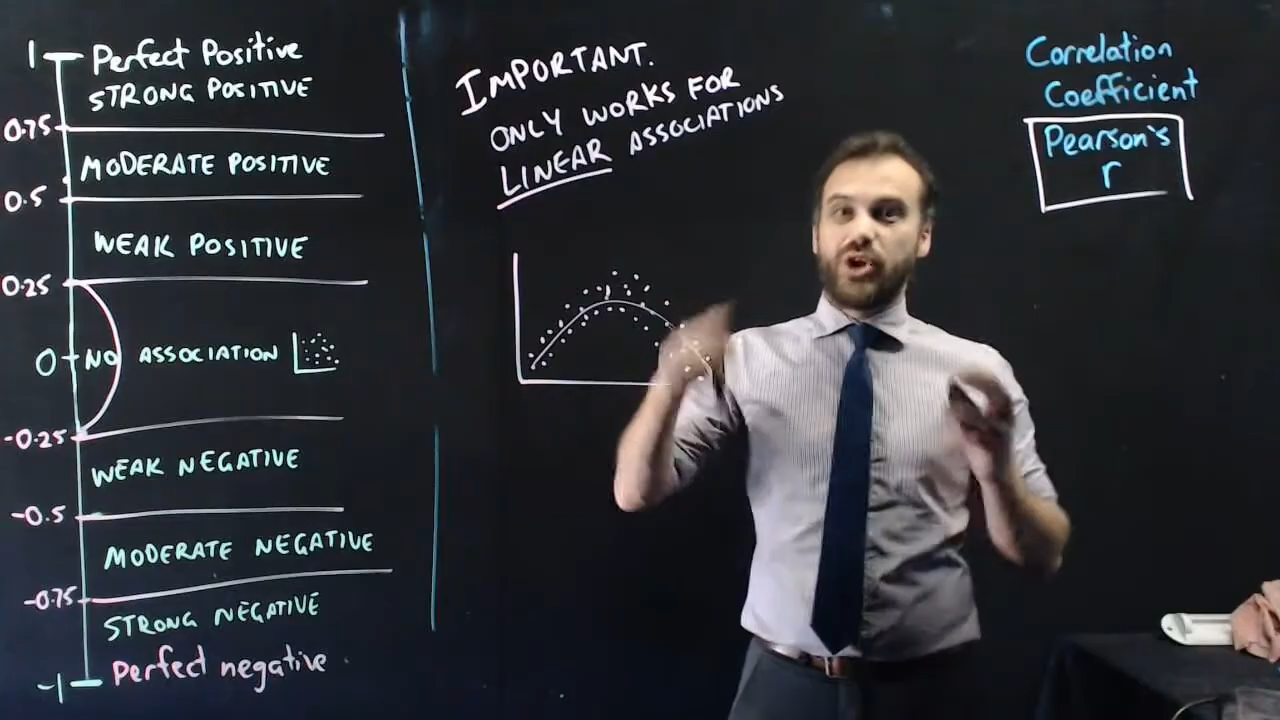 1 Perfect Positive
STRONG POSITIVE
0.75
MODERATE POSITIVE
0.5
WEAK POSITIVE
0.25
0 NO ASSOCIATION
-0.25
WEAK NEGATIVE
-0.5
MODERATE NEGATIVE
-0.75
STRONG NEGATIVE
-1 Perfect negative
IMPORTANT.
ONLY WORKS FOR
LINEAR ASSOCIATIONS
Correlation
Coefficient
Pearson's
r